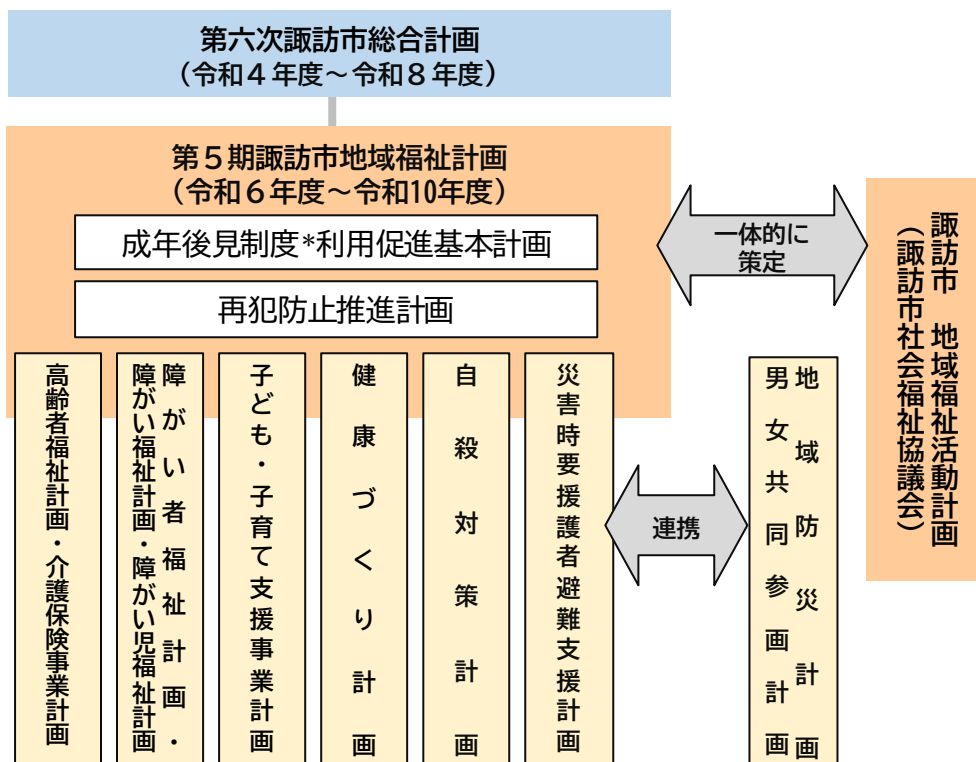 第六次諏訪市総合計画
（令和４年度～令和８年度）
第５期諏訪市地域福祉計画
（令和６年度～令和10年度）
成年後見制度*利用促進基本計画
再犯防止推進計画
一体的に
策定
諏訪市　地域福祉活動計画
（諏訪市社会福祉協議会）
高齢者福祉計画・介護保険事業計画
障がい者福祉計画・
障がい福祉計画・障がい児福祉計画
子ども・子育て支援事業計画
健康づくり計画
自殺対策計画
災害時要援護者避難支援計画
連携
地域防災計画
男女共同参画計画